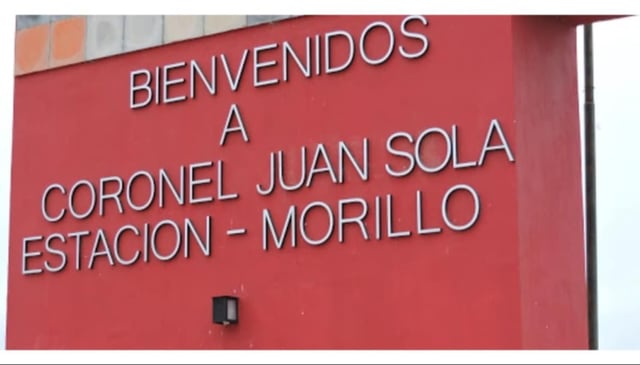 BIENVENIDOS
A
CORONEL JUAN SOLA
ESTACION - MORILLO